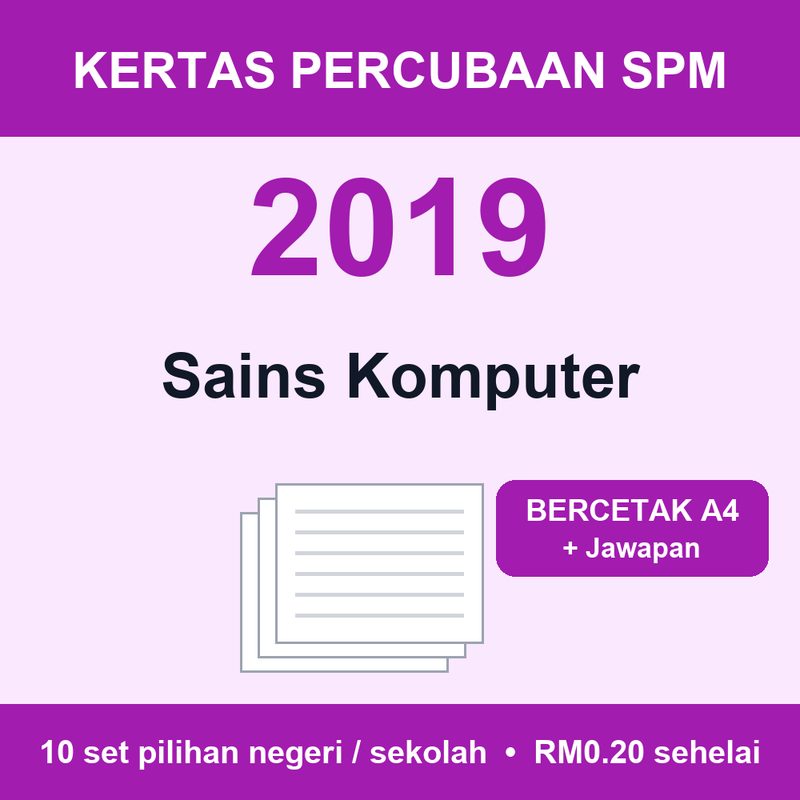 KERTAS PERCUBAAN SPM
2019
Sains Komputer
BERCETAK A4
+ Jawapan
10 set pilihan negeri / sekolah • RM0.20 sehelai